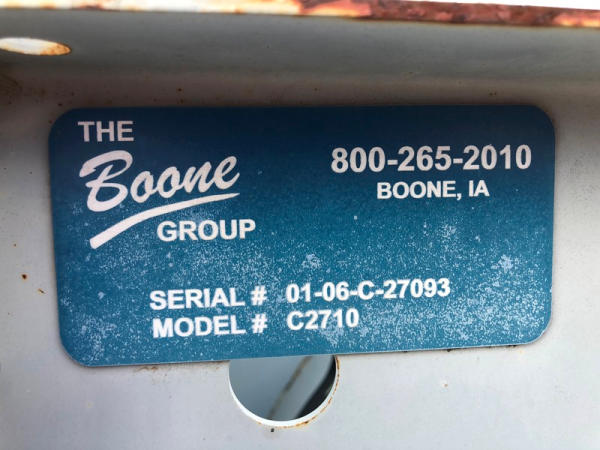 THE
Boone
GROUP
800-265-2010
BOONE, IA
SERIAL # 01-06-C-27093
MODEL # C2710